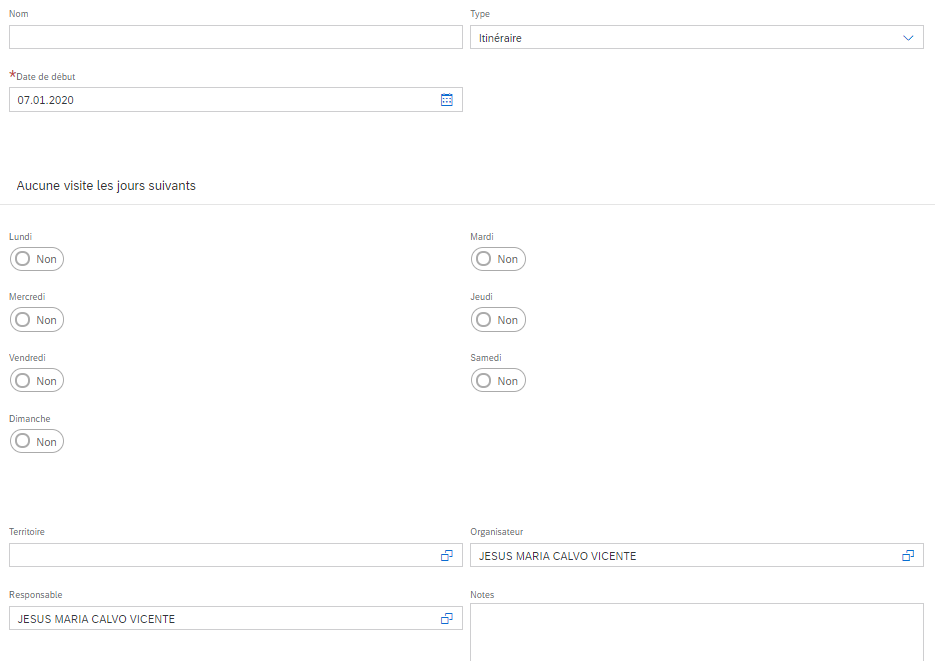 Nom
Type
Itinéraire
*Date de début
07.01.2020
Aucune visite les jours suivants
Lundi
Mardi
Non
Non
Mercredi
Jeudi
Non
Non
Vendredi
Samedi
Non
Non
Dimanche
Non
Territoire
Organisateur
JESUS MARIA CALVO VICENTE
Responsable
Notes
JESUS MARIA CALVO VICENTE